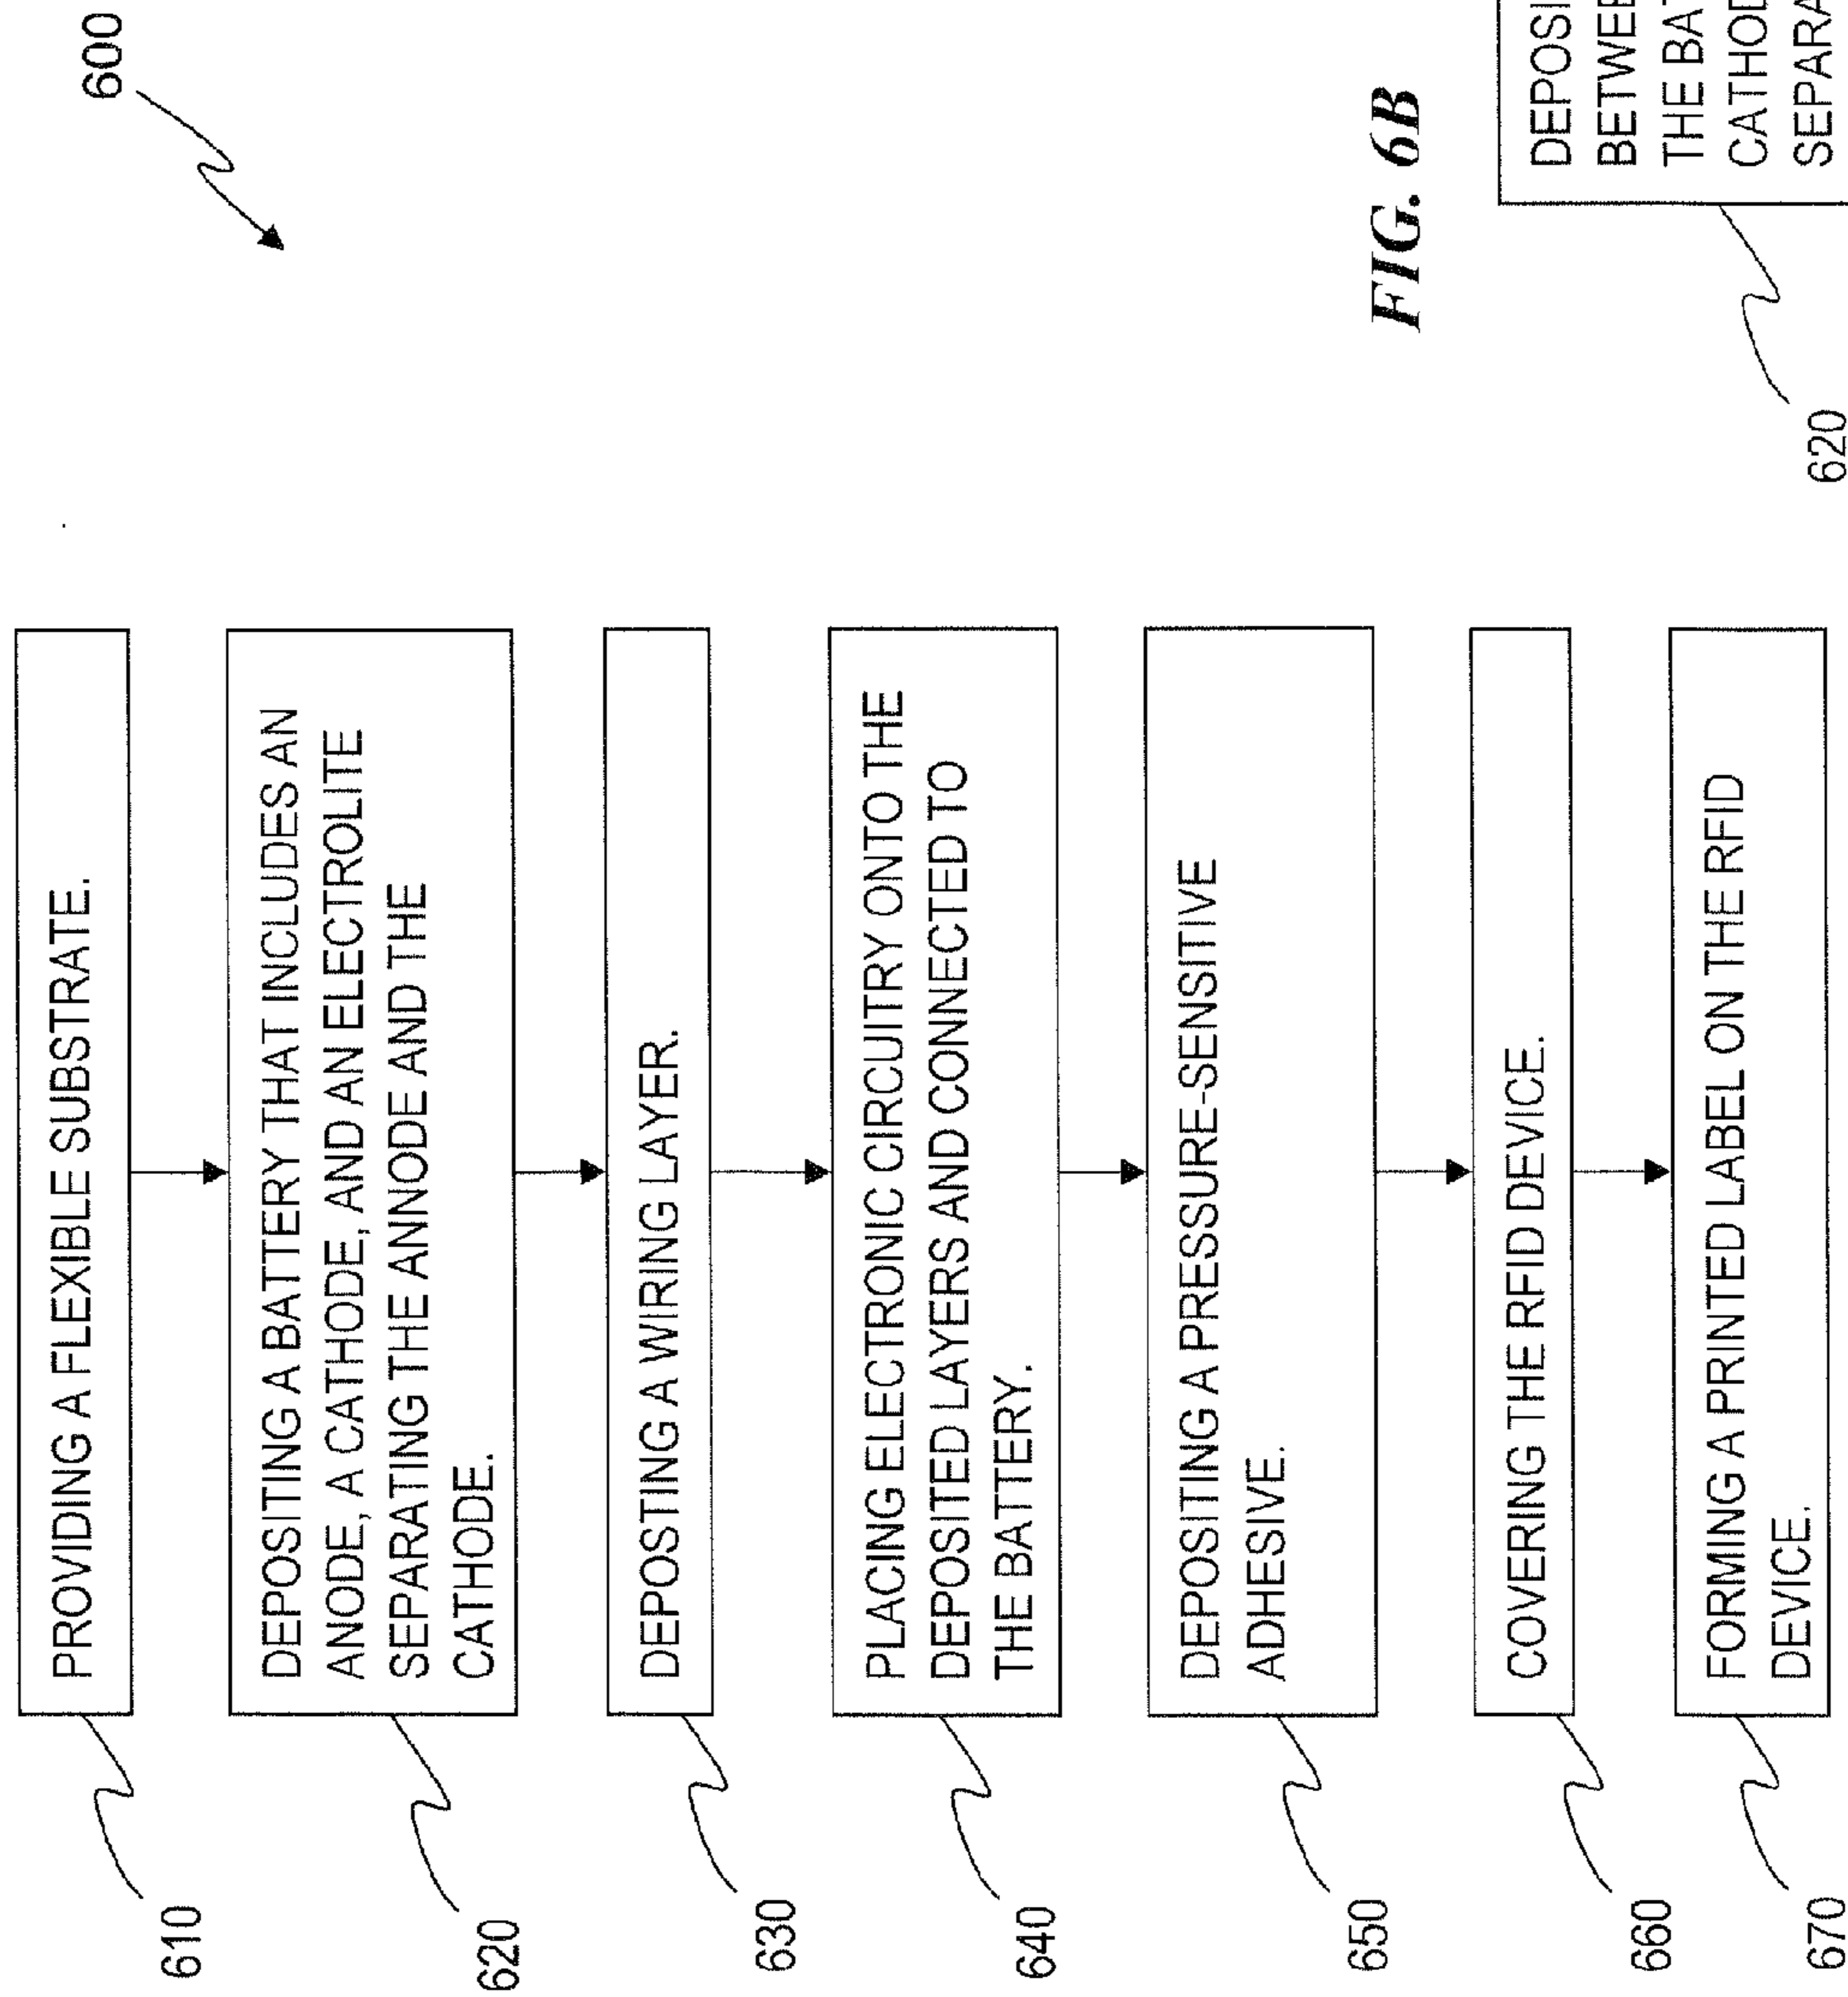 600
610
PROVIDING A FLEXIBLE SUBSTRATE.
620
DEPOSITING A BATTERY THAT INCLUDES AN
ANODE, A CATHODE, AND AN ELECTROLITE
SEPARATING THE ANNODE AND THE
CATHODE.
630
DEPOSTING A WIRING LAYER.
640
PLACING ELECTRONIC CIRCUITRY ONTO THE
DEPOSITED LAYERS AND CONNECTED TO
THE BATTERY.
650
DEPOSITING A PRESSURE-SENSITIVE
ADHESIVE.
660
COVERING THE RFID DEVICE.
670
FORMING A PRINTED LABEL ON THE RFID
DEVICE.
FIG. 6B
620
THE